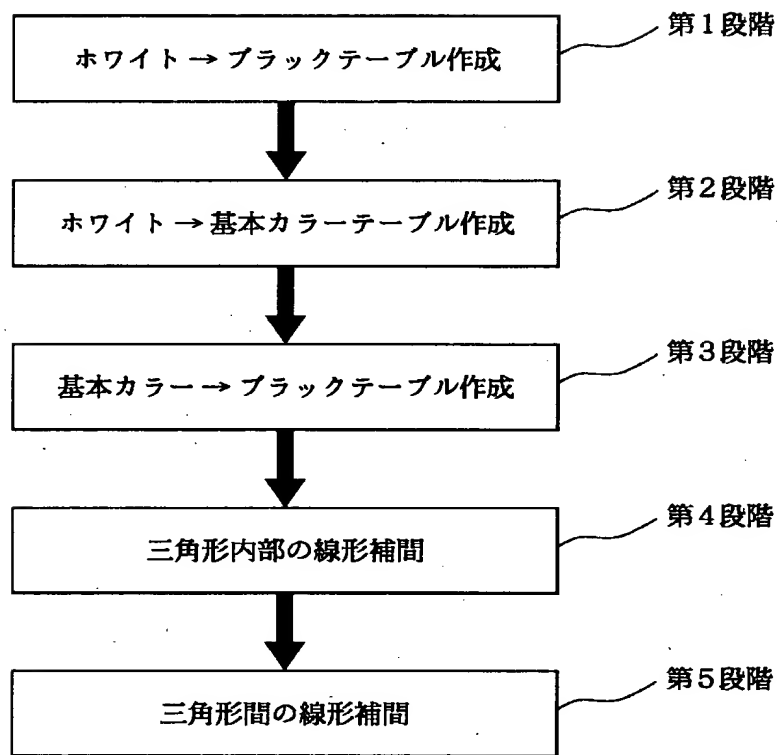 第1段階
ホワイト→ブラックテーブル作成
第2段階
ホワイト→基本カラーテーブル作成
第3段階
基本カラー→ブラックテーブル作成
第4段階
三角形内部の線形補間
第5段階
三角形間の線形補間